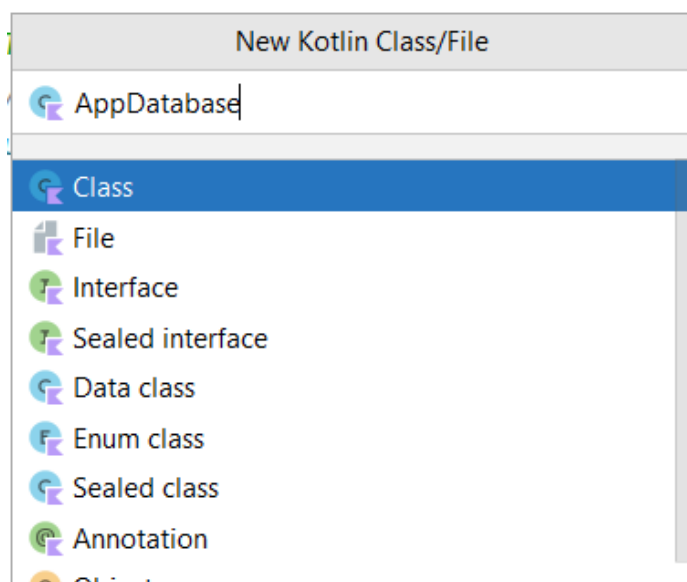 New Kotlin Class/File
AppDatabase
Class
File
Interface
Sealed interface
Data class
Enum class
Sealed class
Annotation